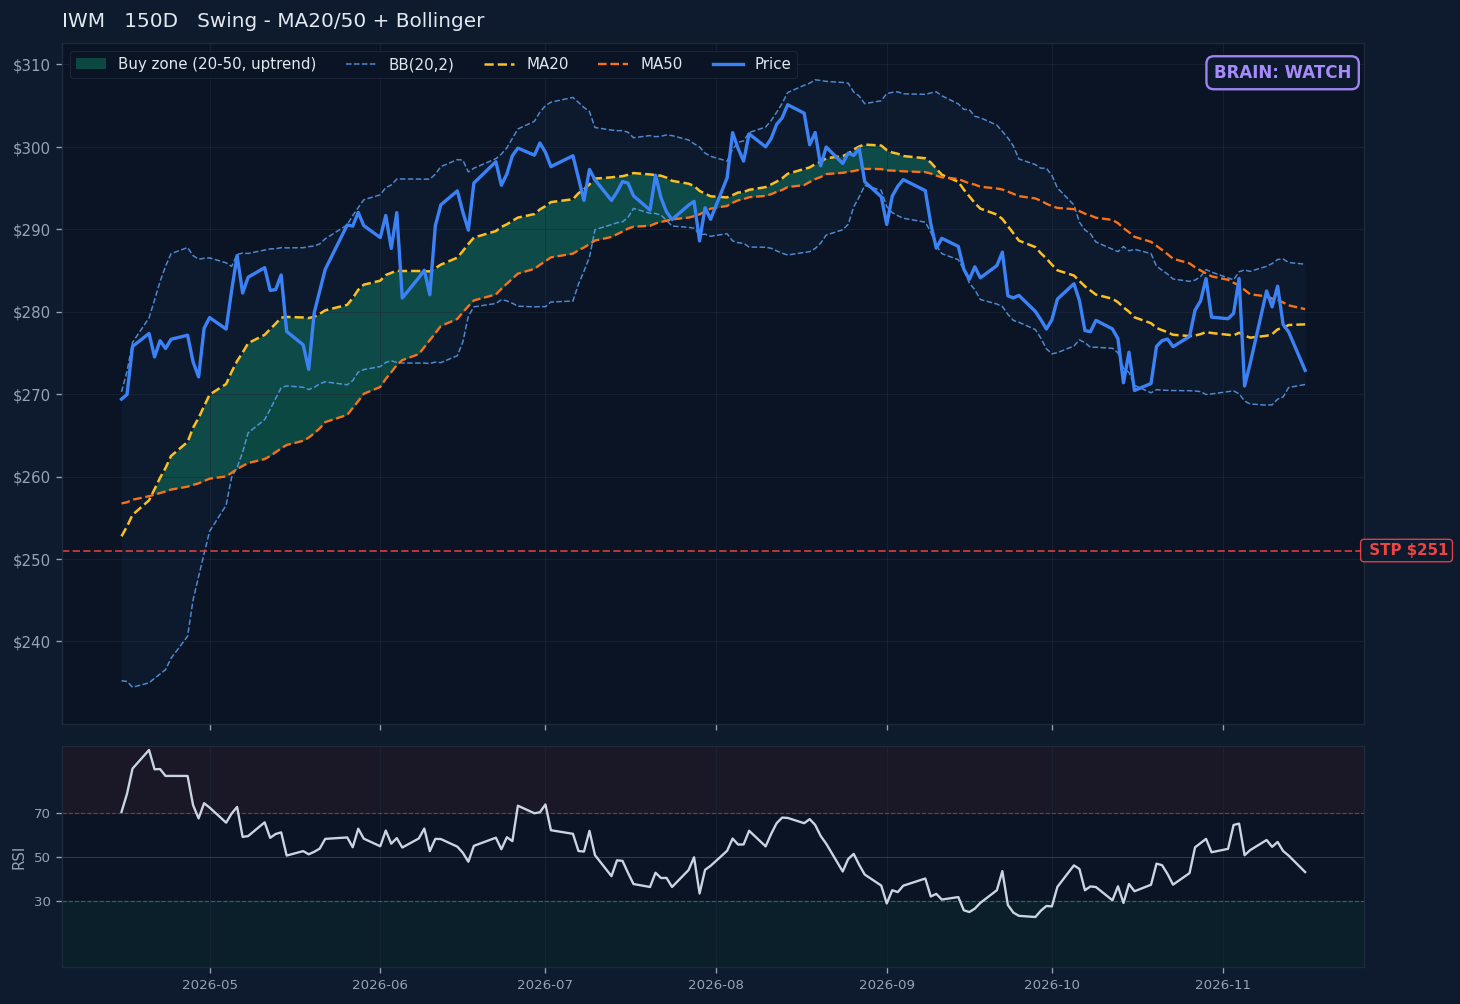 IWM   150D   Swing - MA20/50 + Bollinger
Buy zone (20-50, uptrend)   BB(20,2)   MA20   MA50   Price
BRAIN: WATCH
$310
$300
$290
$280
$270
$260
$250
$240
STP $251
RSI
70
50
30
2026-05   2026-06   2026-07   2026-08   2026-09   2026-10   2026-11